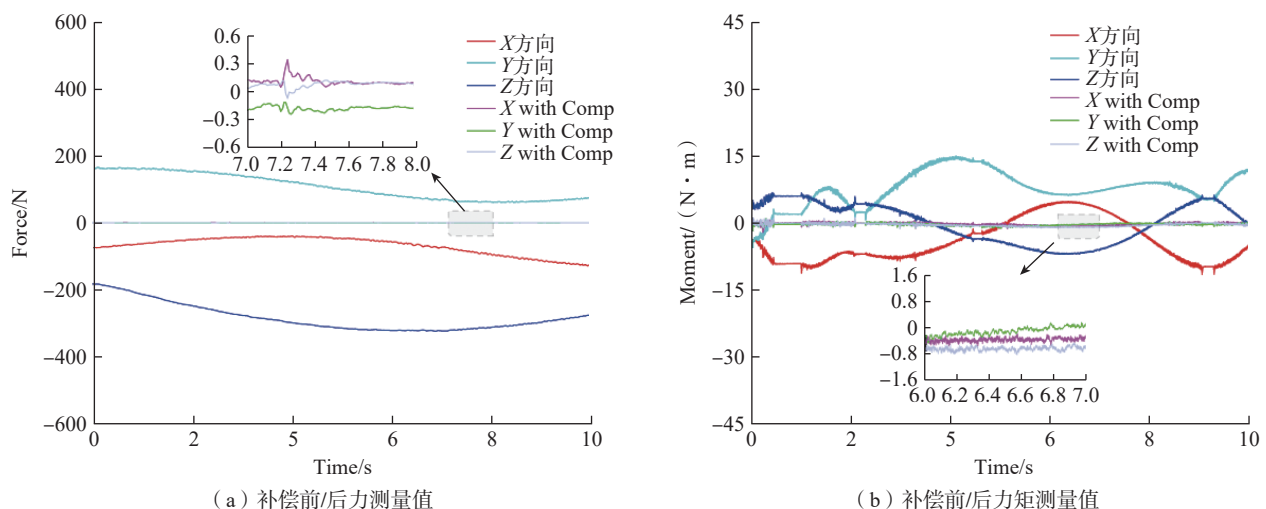 600
400
200
0
−200
−400
−600
Force/N
0
2
5
6
8
10
Time/s
X方向
Y方向
Z方向
X with Comp
Y with Comp
Z with Comp
0.6
0.3
0
−0.3
−0.6
7.0 7.2 7.4 7.6 7.8 8.0
（a）补偿前/后力测量值
45
30
15
0
−15
−30
−45
Moment/（N·m）
0
2
5
6
8
10
Time/s
X方向
Y方向
Z方向
X with Comp
Y with Comp
Z with Comp
1.6
0.8
0
−0.8
−1.6
6.0 6.2 6.4 6.6 6.8 7.0
（b）补偿前/后力矩测量值